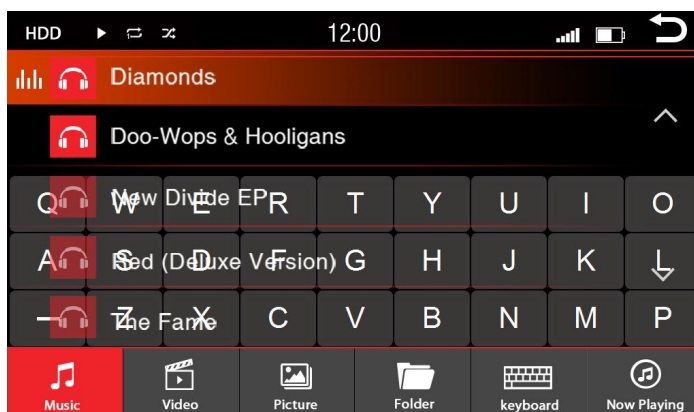 HDD 12:00
Diamonds
Doo-Wops & Hooligans
New Divide EP
Q W E R T Y U I O
Red (Deluxe Version)
A S D F G H J K L
The Fame
– Z X C V B N M P
Music Video Picture Folder keyboard Now Playing